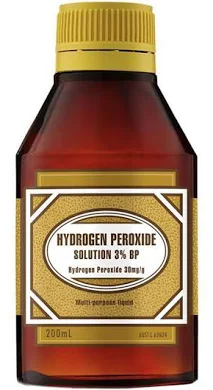 HYDROGEN PEROXIDE
SOLUTION 3% BP
Hydrogen Peroxide 30mg/g
Multi-purpose liquid
200mL